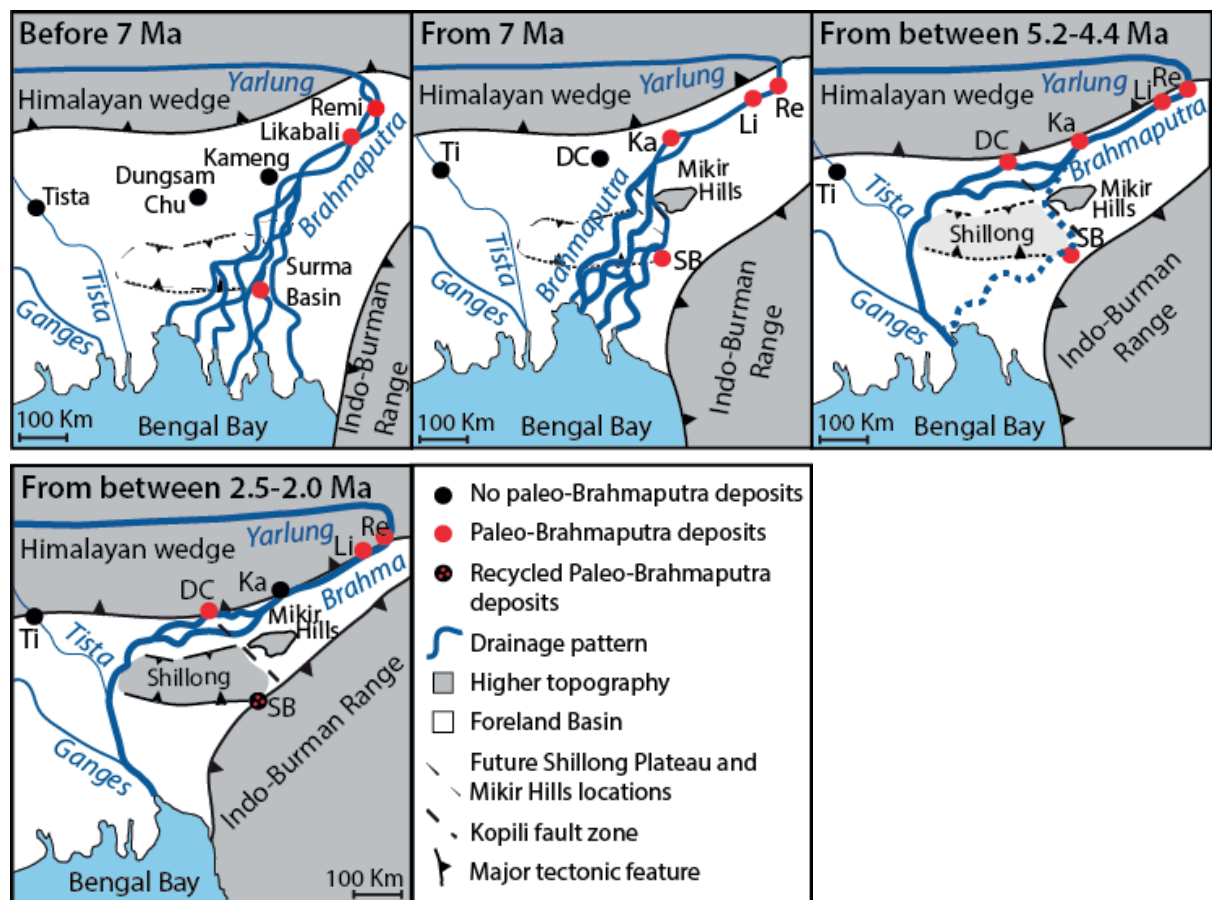 Before 7 Ma
Yarlung
Himalayan wedge
Remi
Likabali
Kameng
Dungsam
Chu
Tista
Brahmaputra
Surma
Basin
Tista
Ganges
Indo-Burman
Range
100 Km
Bengal Bay
From 7 Ma
Yarlung
Himalayan wedge
Re
Li
Ka
DC
Ti
Mikir
Hills
Brahmaputra
Tista
SB
Ganges
Indo-Burman
Range
100 Km
Bengal Bay
From between 5.2-4.4 Ma
Yarlung
Re
Himalayan wedge
Li
Ka
DC
Brahmaputra
Ti
Tista
Mikir
Hills
Shillong
SB
Ganges
Indo-Burman
Range
100 Km
Bengal Bay
From between 2.5-2.0 Ma
Yarlung
Re
Himalayan wedge
Li
Ka
DC
Brahma
Ti
Tista
Mikir
Hills
Shillong
SB
Ganges
Indo-Burman Range
Bengal Bay
100 Km
No paleo-Brahmaputra deposits
Paleo-Brahmaputra deposits
Recycled Paleo-Brahmaputra
deposits
Drainage pattern
Higher topography
Foreland Basin
Future Shillong Plateau and
Mikir Hills locations
Kopili fault zone
Major tectonic feature